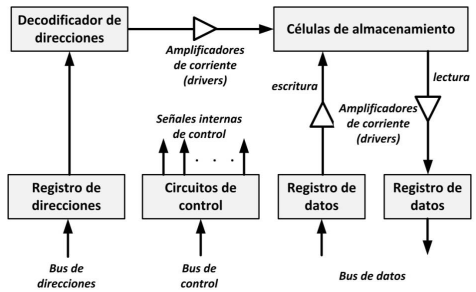 Decodificador de
direcciones
Amplificadores
de corriente
(drivers)
Células de almacenamiento
escritura
lectura
Amplificadores
de corriente
(drivers)
Señales internas
de control
. . .
Registro de
direcciones
Circuitos de
control
Registro de
datos
Registro de
datos
Bus de
direcciones
Bus de
control
Bus de datos